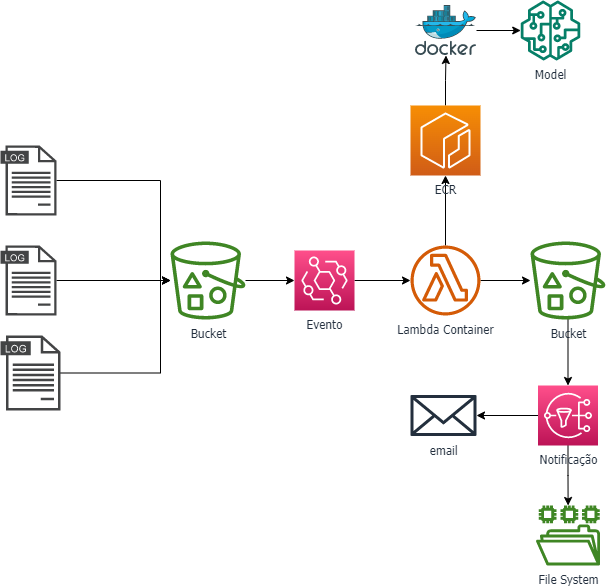 docker
Model
ECR
LOG
LOG
LOG
Bucket
Evento
Lambda Container
Bucket
email
Notificação
File System